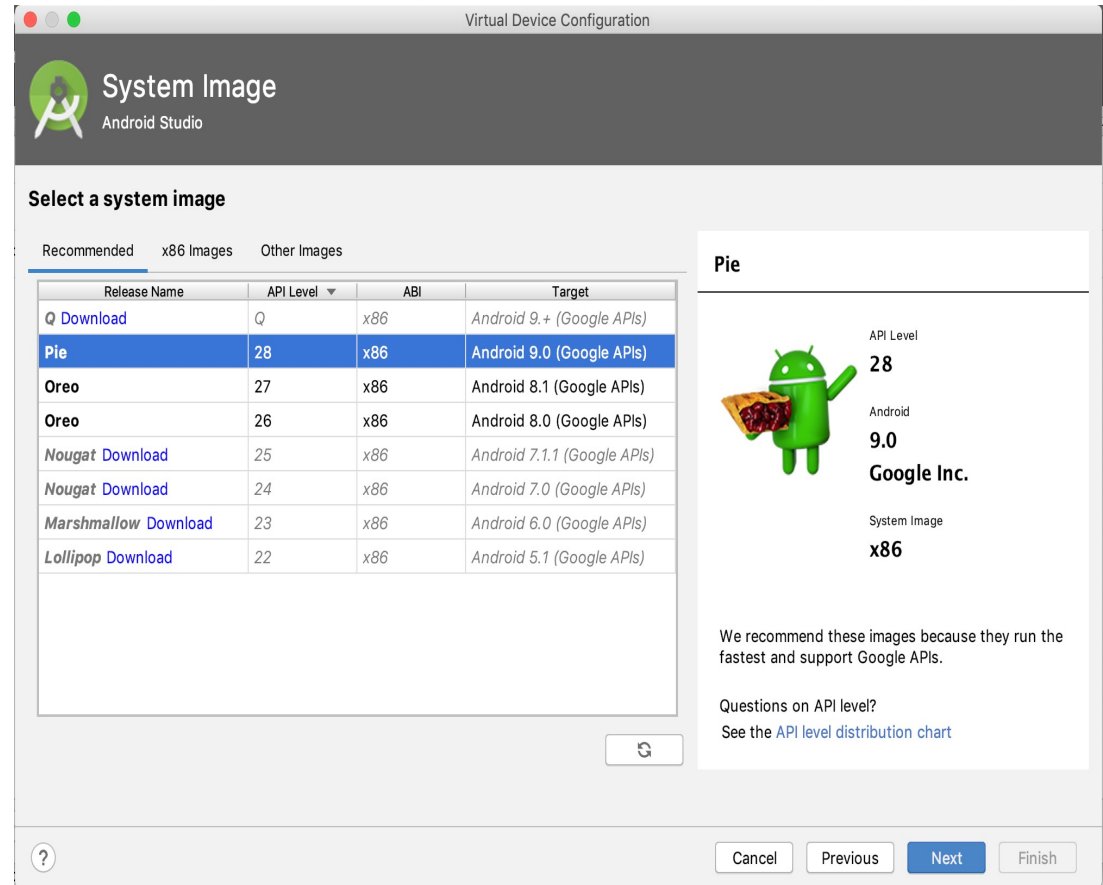 Virtual Device Configuration
System Image
Android Studio
Select a system image
Recommended x86 Images Other Images
Release Name API Level ABI Target
Q Download Q x86 Android 9.+ (Google APIs)
Pie 28 x86 Android 9.0 (Google APIs)
Oreo 27 x86 Android 8.1 (Google APIs)
Oreo 26 x86 Android 8.0 (Google APIs)
Nougat Download 25 x86 Android 7.1.1 (Google APIs)
Nougat Download 24 x86 Android 7.0 (Google APIs)
Marshmallow Download 23 x86 Android 6.0 (Google APIs)
Lollipop Download 22 x86 Android 5.1 (Google APIs)
Pie
API Level
28
Android
9.0
Google Inc.
System Image
x86
We recommend these images because they run the
fastest and support Google APIs.
Questions on API level?
See the API level distribution chart
? Cancel Previous Next Finish